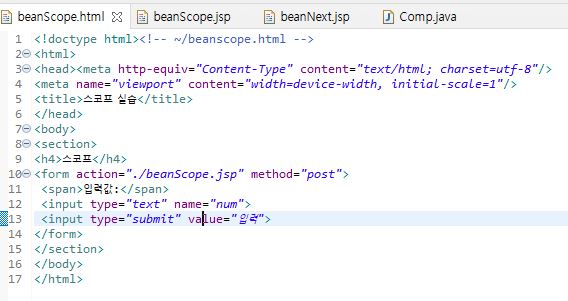 beanScope.html beanScope.jsp beanNext.jsp Comp.java
1 <!doctype html><!-- ~/beanscope.html -->
2 <html>
3 <head><meta http-equiv="Content-Type" content="text/html; charset=utf-8"/>
4 <meta name="viewport" content="width=device-width, initial-scale=1"/>
5 <title>스코프 실습</title>
6 </head>
7 <body>
8 <section>
9 <h4>스코프</h4>
10 <form action="./beanScope.jsp" method="post">
11 <span>입력값:</span>
12 <input type="text" name="num">
13 <input type="submit" value="입력">
14 </form>
15 </section>
16 </body>
17 </html>